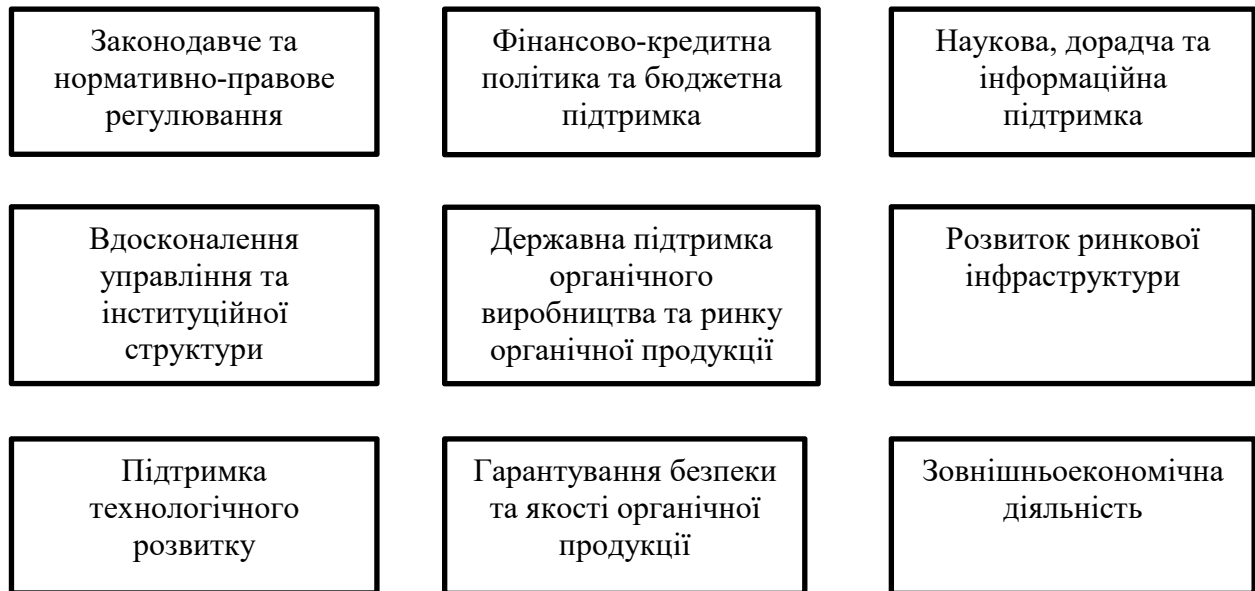 Законодавче та
нормативно-правове
регулювання
Фінансово-кредитна
політика та бюджетна
підтримка
Наукова, дорадча та
інформаційна
підтримка
Вдосконалення
управління та
інституційної
структури
Державна підтримка
органічного
виробництва та ринку
органічної продукції
Розвиток ринкової
інфраструктури
Підтримка
технологічного
розвитку
Гарантування безпеки
та якості органічної
продукції
Зовнішньоекономічна
діяльність